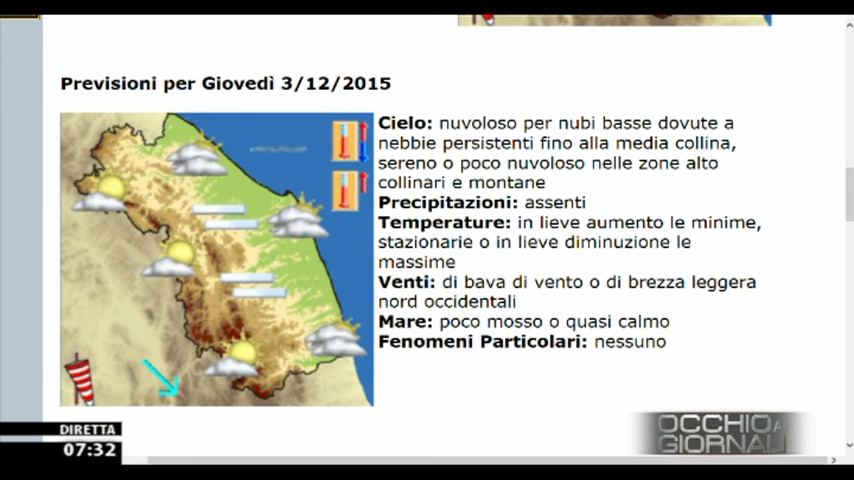 Previsioni per Giovedì 3/12/2015
Cielo: nuvoloso per nubi basse dovute a
nebbie persistenti fino alla media collina,
sereno o poco nuvoloso nelle zone alto
collinari e montane
Precipitazioni: assenti
Temperature: in lieve aumento le minime,
stazionarie o in lieve diminuzione le
massime
Venti: di bava di vento o di brezza leggera
nord occidentali
Mare: poco mosso o quasi calmo
Fenomeni Particolari: nessuno
DIRETTA
07:32
OCCHIO AI
GIORNALI